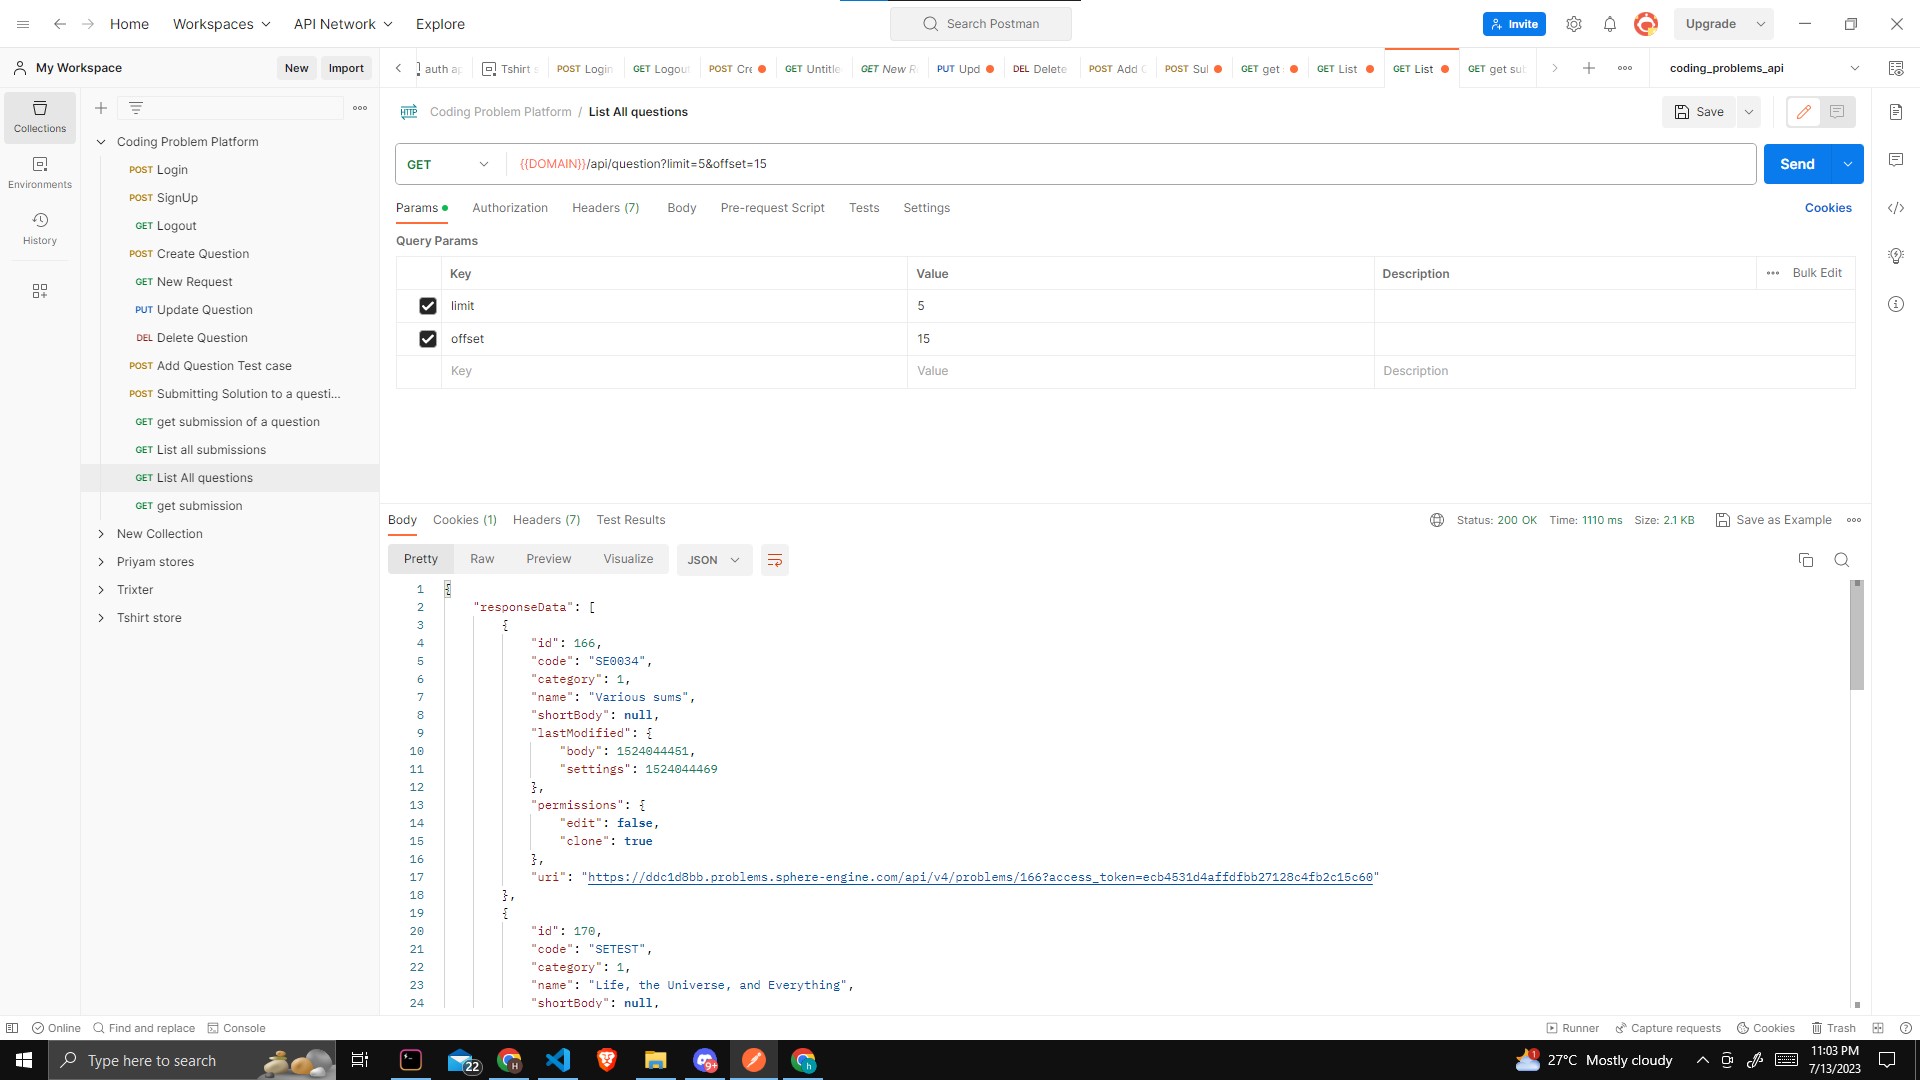 Home
Workspaces
API Network
Explore
Search Postman
Invite
Upgrade
My Workspace
New
Import
auth ap
Tshirt s
POST Login
GET Logout
POST Cre
GET Untitle
GET New R
PUT Upd
DEL Delete
POST Add
POST Sul
GET get
GET List
GET List
GET get sub
coding_problems_api
Collections
Environments
History
Coding Problem Platform
POST Login
POST SignUp
GET Logout
POST Create Question
GET New Request
PUT Update Question
DEL Delete Question
POST Add Question Test case
POST Submitting Solution to a questi...
GET get submission of a question
GET List all submissions
GET List All questions
GET get submission
New Collection
Priyam stores
Trixter
Tshirt store
HTTP Coding Problem Platform / List All questions
Save
GET {{DOMAIN}}/api/question?limit=5&offset=15
Send
Params
Authorization
Headers (7)
Body
Pre-request Script
Tests
Settings
Cookies
Query Params
Key Value Description Bulk Edit
limit 5
offset 15
Key Value Description
Body
Cookies (1)
Headers (7)
Test Results
Status: 200 OK Time: 1110 ms Size: 2.1 KB
Save as Example
Pretty
Raw
Preview
Visualize
JSON
1 {
2 "responseData": [
3 {
4 "id": 166,
5 "code": "SE0034",
6 "category": 1,
7 "name": "Various sums",
8 "shortBody": null,
9 "lastModified": {
10 "body": 1524044451,
11 "settings": 1524044469
12 },
13 "permissions": {
14 "edit": false,
15 "clone": true
16 },
17 "uri": "https://ddc1d8bb.problems.sphere-engine.com/api/v4/problems/166?access_token=ecb4531d4affdfbb27128c4fb2c15c60"
18 },
19 {
20 "id": 170,
21 "code": "SETEST",
22 "category": 1,
23 "name": "Life, the Universe, and Everything",
24 "shortBody": null,
Online
Find and replace
Console
Runner
Capture requests
Cookies
Trash
Type here to search
22
9+
27°C Mostly cloudy
11:03 PM
7/13/2023